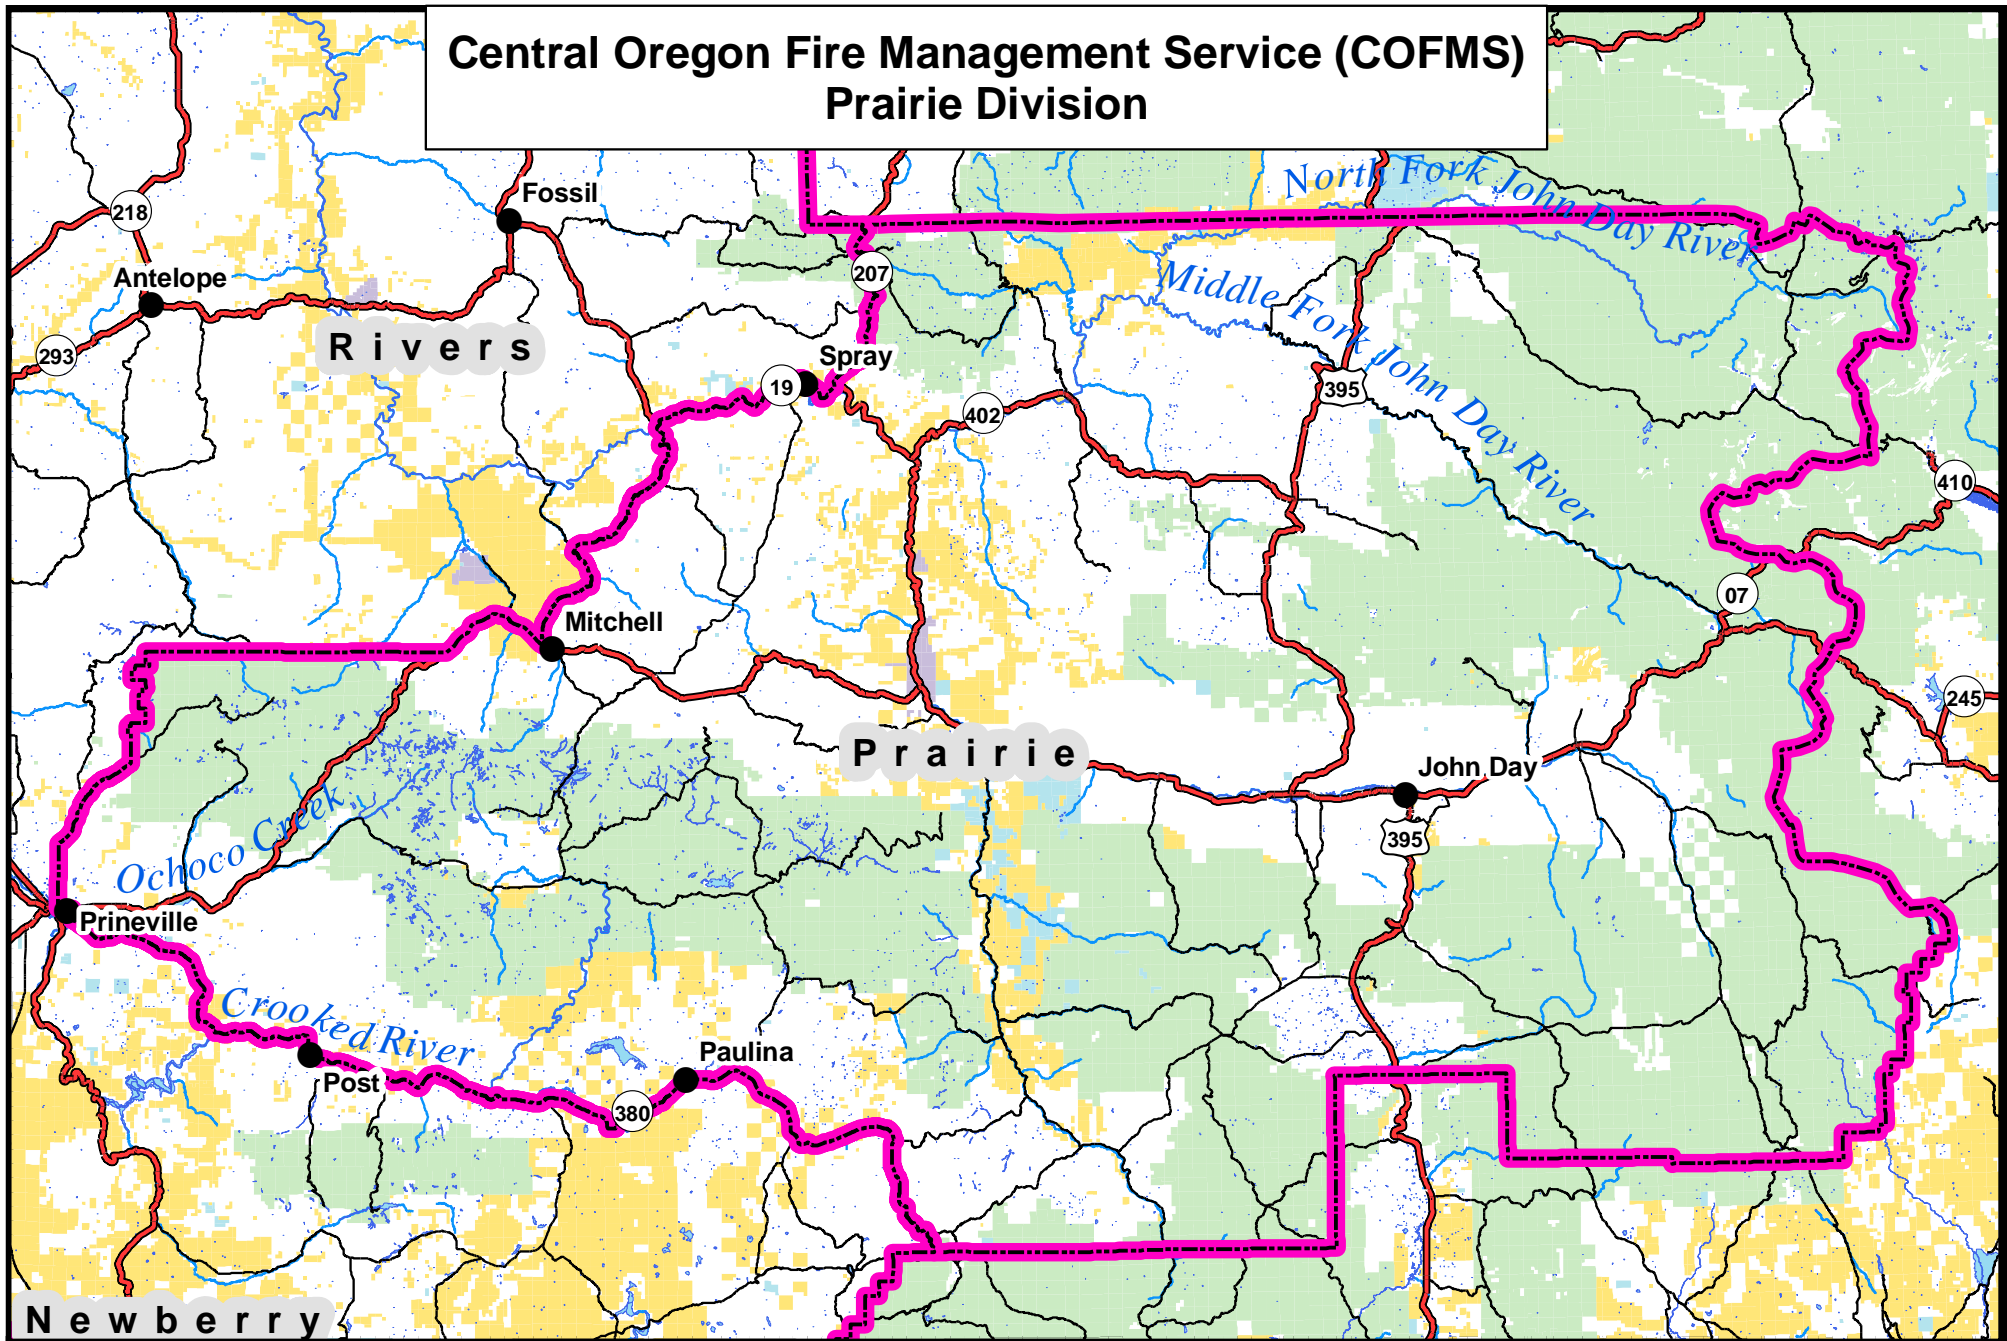 Central Oregon Fire Management Service (COFMS)
Prairie Division
North Fork John Day River
Fossil
218
Antelope
207
Middle Fork John Day River
Rivers
293
Spray
19
395
402
410
07
Mitchell
245
Prairie
John Day
395
Ochoco Creek
Prineville
Crooked River
Paulina
Post
380
Newberry